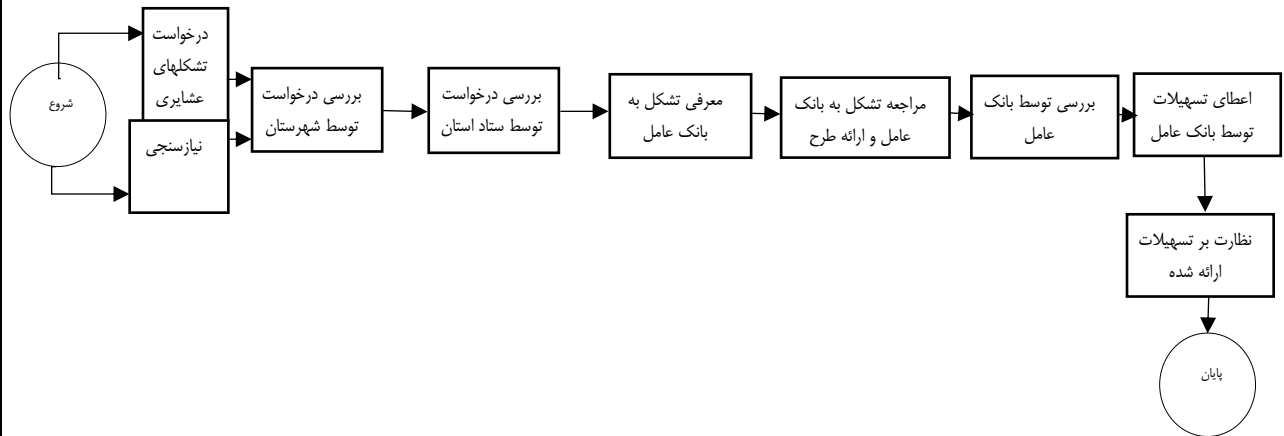 شروع
درخواست
تشکلهای
عشایری
نیازسنجی
بررسی درخواست
توسط شهرستان
بررسی درخواست
توسط ستاد استان
معرفی تشکل به
بانک عامل
مراجعه تشکل به بانک
عامل و ارائه طرح
بررسی توسط بانک
عامل
اعطای تسهیلات
توسط بانک عامل
نظارت بر تسهیلات
ارائه شده
پایان